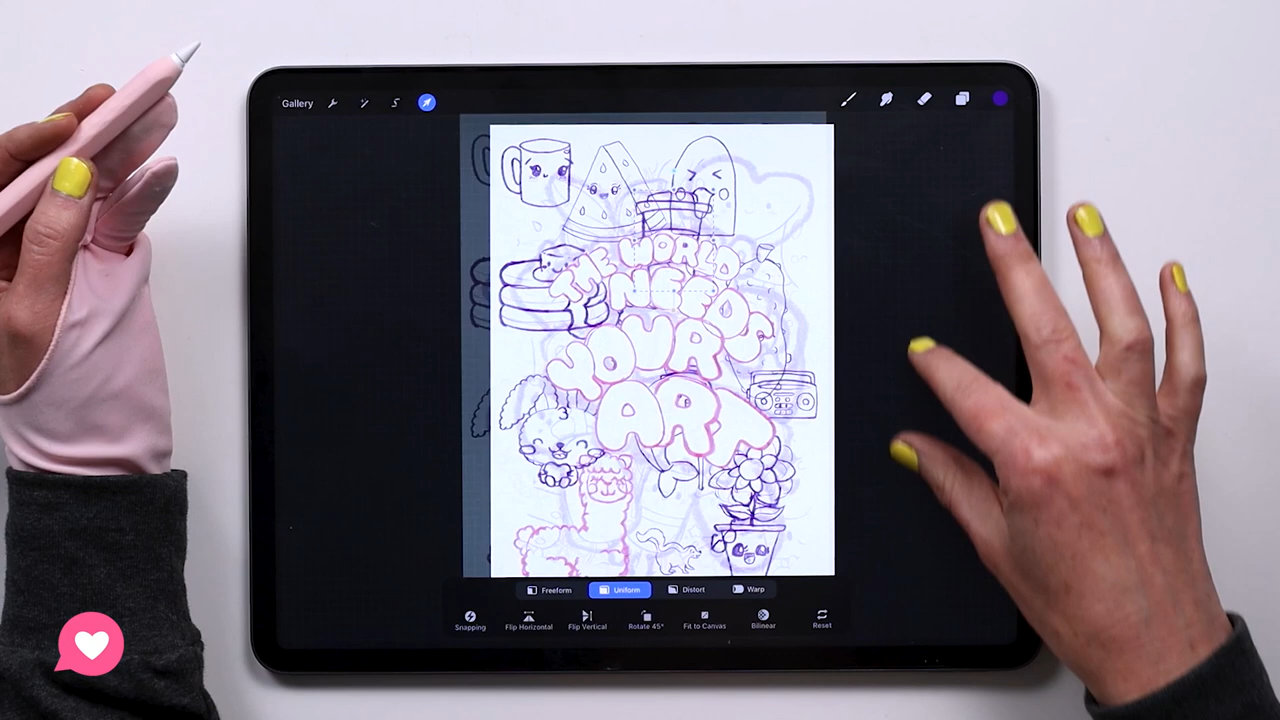 Gallery
THE WORLD
NEEDS
YOUR
ART
Freeform Uniform Distort Warp
Snapping Flip Horizontal Flip Vertical Rotate 45° Fit to Canvas Bilinear Reset